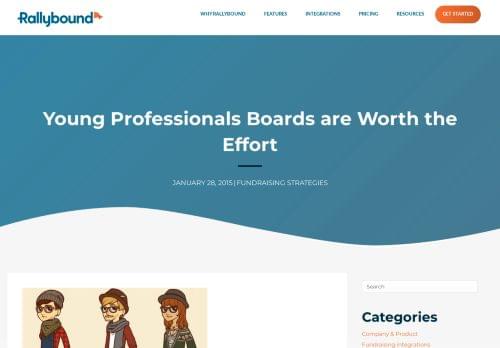 Rallybound
WHY RALLYBOUND FEATURES INTEGRATIONS PRICING RESOURCES GET STARTED
Young Professionals Boards are Worth the
Effort
JANUARY 28, 2015 | FUNDRAISING STRATEGIES
Search
Categories
Company & Product
Fundraising Integrations